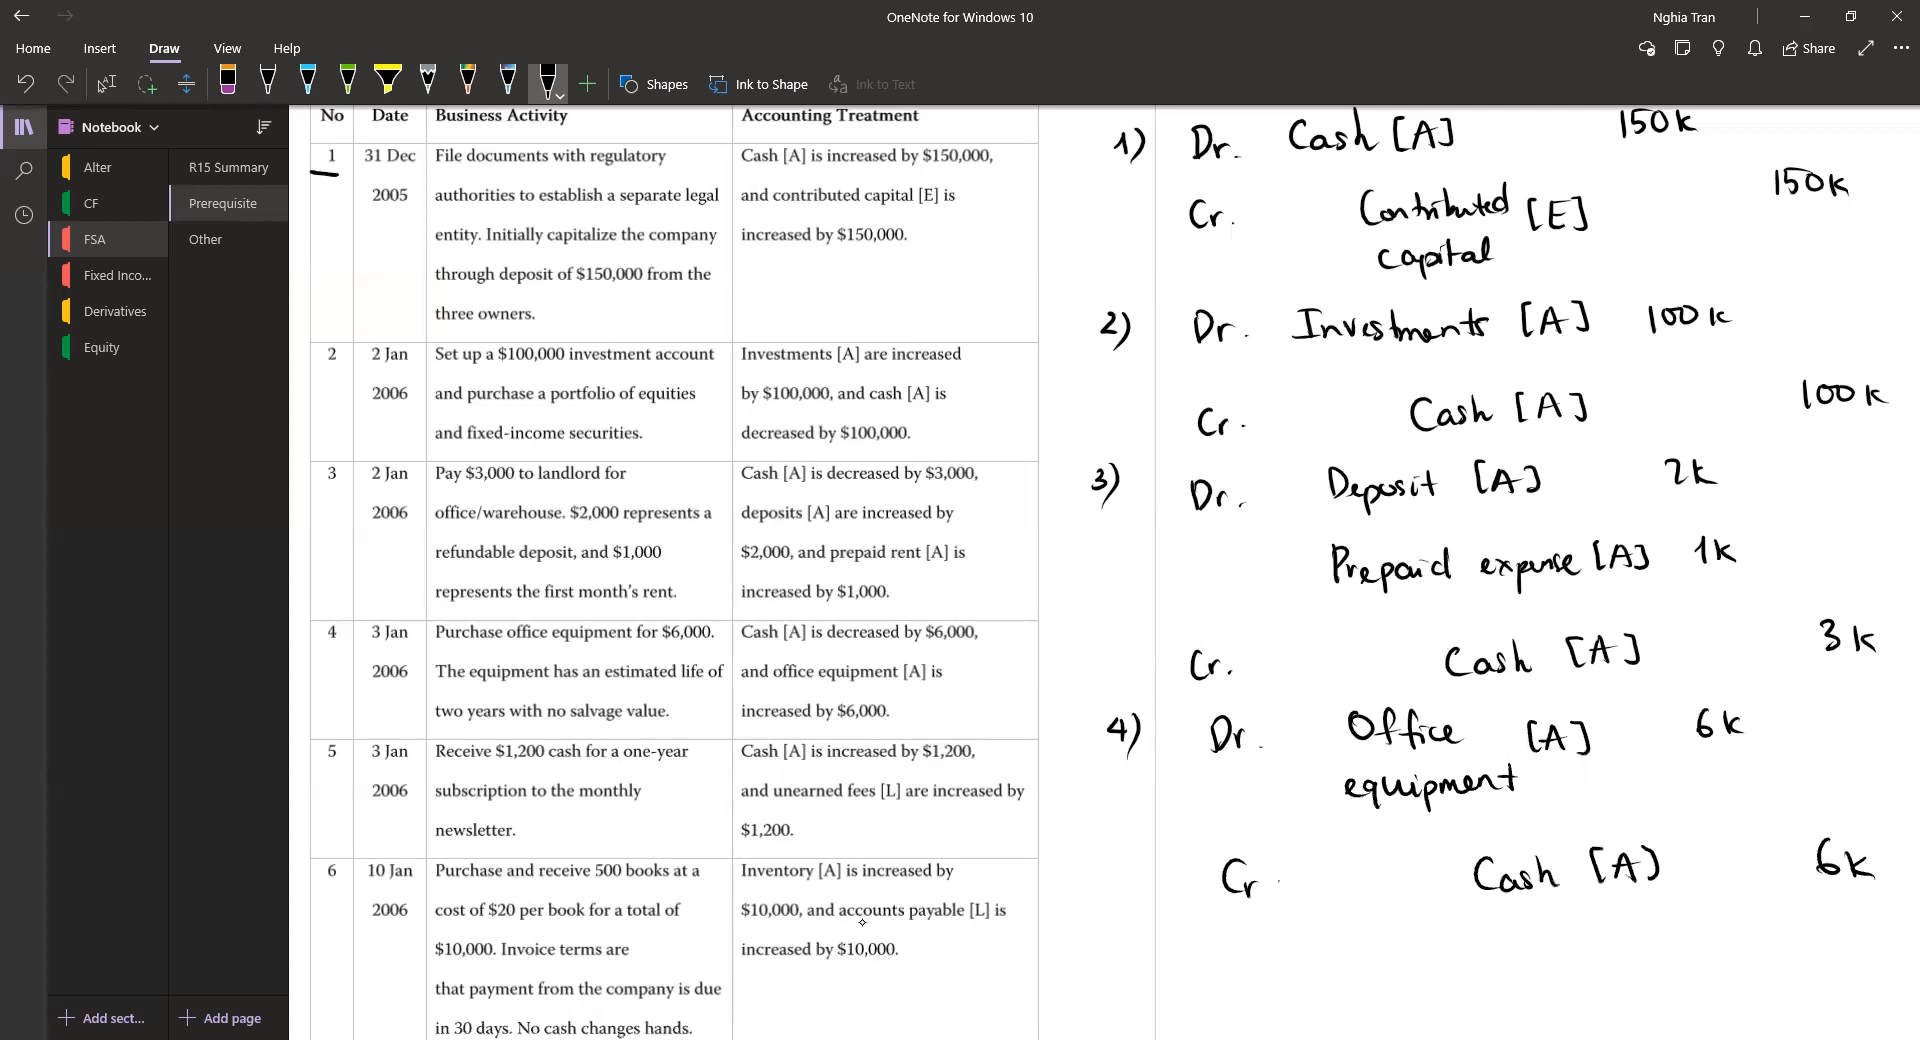 OneNote for Windows 10
Nghia Tran
Home Insert Draw View Help
Share
Shapes Ink to Shape Ink to Text
Notebook
Alter
CF
FSA
Fixed Inco...
Derivatives
Equity
Add sect...
R15 Summary
Prerequisite
Other
Add page
No Date Business Activity Accounting Treatment
1
31 Dec
2005
File documents with regulatory
authorities to establish a separate legal
entity. Initially capitalize the company
through deposit of $150,000 from the
three owners.
Cash [A] is increased by $150,000,
and contributed capital [E] is
increased by $150,000.
2
2 Jan
2006
Set up a $100,000 investment account
and purchase a portfolio of equities
and fixed-income securities.
Investments [A] are increased
by $100,000, and cash [A] is
decreased by $100,000.
3
2 Jan
2006
Pay $3,000 to landlord for
office/warehouse. $2,000 represents a
refundable deposit, and $1,000
represents the first month's rent.
Cash [A] is decreased by $3,000,
deposits [A] are increased by
$2,000, and prepaid rent [A] is
increased by $1,000.
4
3 Jan
2006
Purchase office equipment for $6,000.
The equipment has an estimated life of
two years with no salvage value.
Cash [A] is decreased by $6,000,
and office equipment [A] is
increased by $6,000.
5
3 Jan
2006
Receive $1,200 cash for a one-year
subscription to the monthly
newsletter.
Cash [A] is increased by $1,200,
and unearned fees [L] are increased by
$1,200.
6
10 Jan
2006
Purchase and receive 500 books at a
cost of $20 per book for a total of
$10,000. Invoice terms are
that payment from the company is due
in 30 days. No cash changes hands.
Inventory [A] is increased by
$10,000, and accounts payable [L] is
increased by $10,000.
1) Dr. Cash [A] 150k
Cr. Contributed [E] 150k
capital
2) Dr. Investments [A] 100k
Cr. Cash [A] 100k
3) Dr. Deposit [A] 2k
Prepaid expense [A] 1k
Cr. Cash [A] 3k
4) Dr. Office [A] 6k
equipment
Cr. Cash [A] 6k